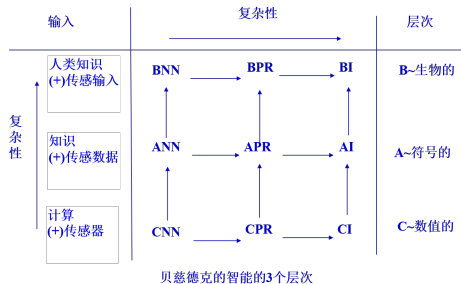 输入
复杂性
层次
人类知识
(+)传感输入
BNN
BPR
BI
B~生物的
复杂性
知识
(+)传感数据
ANN
APR
AI
A~符号的
计算
(+)传感器
CNN
CPR
CI
C~数值的
贝慈德克的智能的3个层次